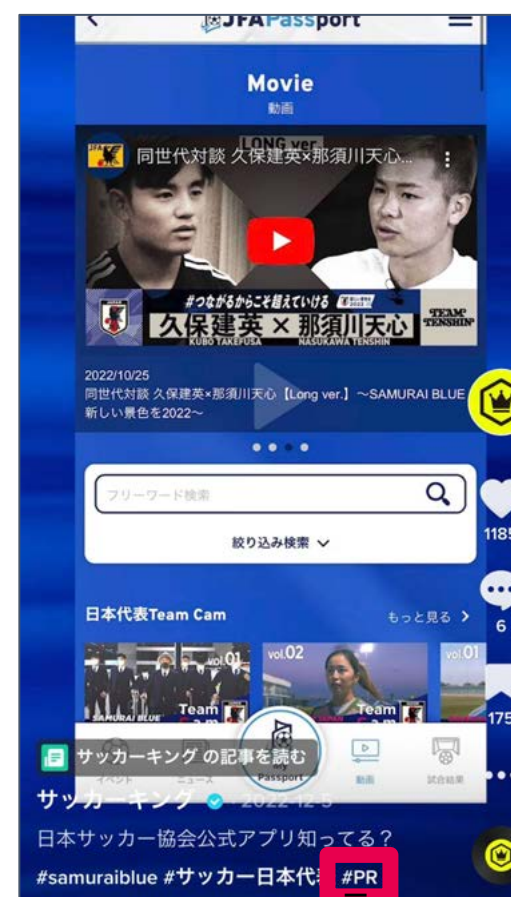 JFAPassport
Movie
動画
LONG ver.
同世代対談 久保建英×那須川天心...
#つながるからこそ超えていける
久保建英 × 那須川天心
KUBO TAKEFUSA
NASUKAWA TENSHIN
TEAM
TENSHIN
2022/10/25
同世代対談 久保建英×那須川天心【Long ver.】～SAMURAI BLUE
新しい景色を2022～
フリーワード検索
絞り込み検索
1185
6
日本代表Team Cam
もっと見る
vol.01
vol.02
vol.01
SAMURAI BLUE
Team
Cam
JAPAN
Team
Cam
175
サッカーキング の記事を読む
イベント
ニュース
My
Passport
動画
試合結果
サッカーキング · 2022-12-5
日本サッカー協会公式アプリ知ってる？
#samuraiblue #サッカー日本代表 #PR